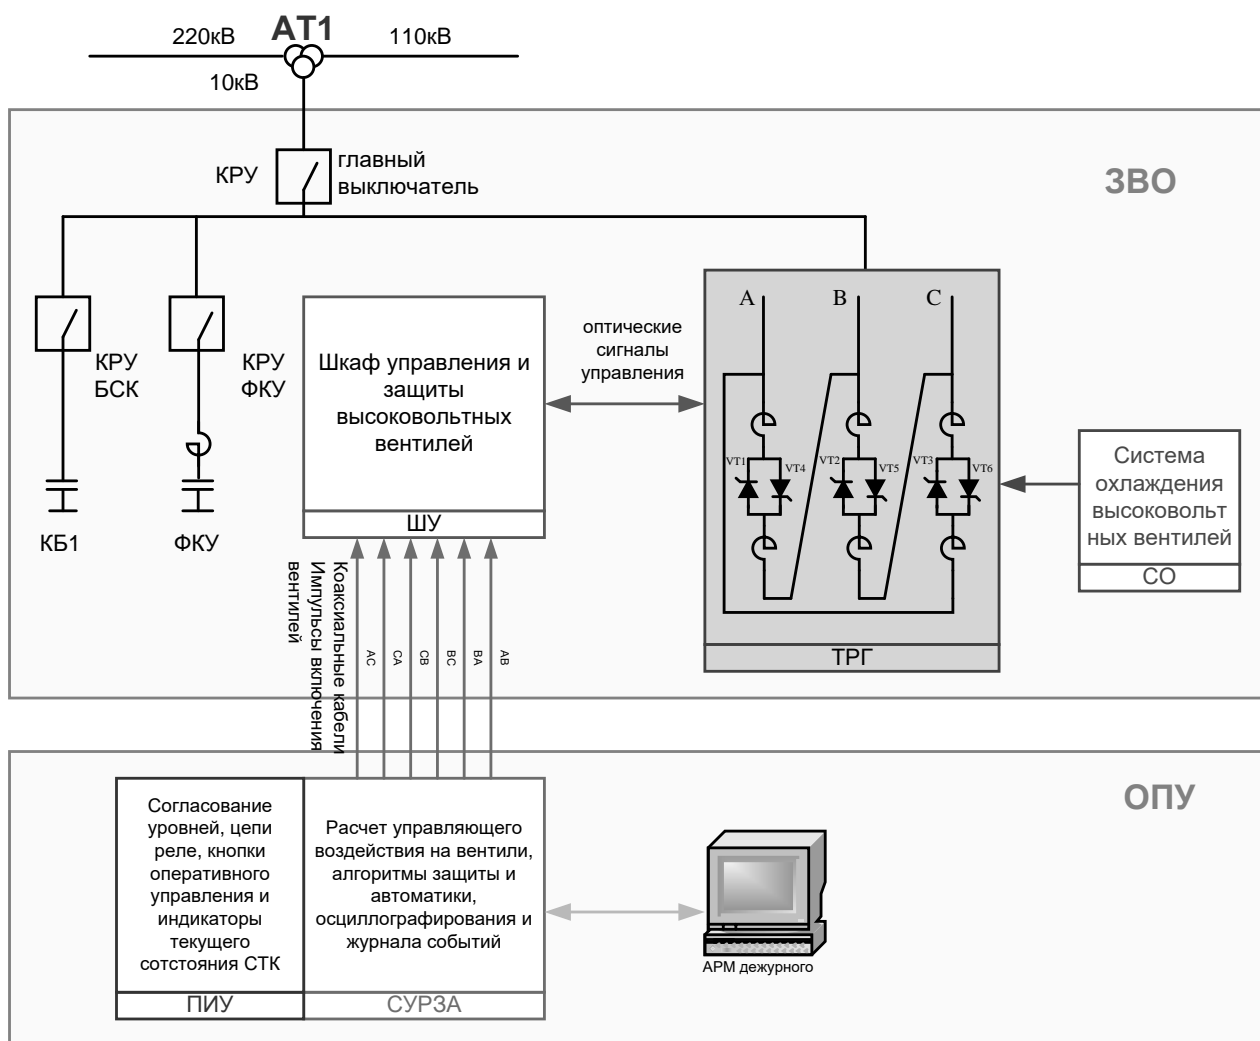 АТ1
220кВ
110кВ
10кВ
КРУ
главный
выключатель
ЗВО
КРУ
БСК
КРУ
ФКУ
КБ1
ФКУ
Шкаф управления и
защиты
высоковольтных
вентилей
ШУ
оптические
сигналы
управления
A
B
C
VT1
VT4
VT2
VT5
VT3
VT6
ТРГ
Система
охлаждения
высоковольт
ных вентилей
СО
Коаксиальные кабели
Импульсы включения
вентилей
AC
CA
CB
BC
BA
AB
ОПУ
Согласование
уровней, цепи
реле, кнопки
оперативного
управления и
индикаторы
текущего
сотстояния СТК
ПИУ
Расчет управляющего
воздействия на вентили,
алгоритмы защиты и
автоматики,
осциллографирования и
журнала событий
СУРЗА
АРМ дежурного